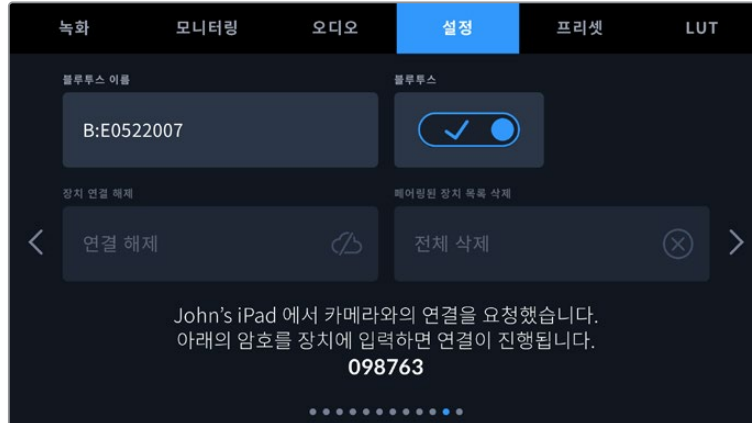 녹화 모니터링 오디오 설정 프리셋 LUT
블루투스 이름 블루투스
B:E0522007
장치 연결 해제 페어링된 장치 목록 삭제
연결 해제 전체 삭제
John's iPad 에서 카메라와의 연결을 요청했습니다.
아래의 암호를 장치에 입력하면 연결이 진행됩니다.
098763